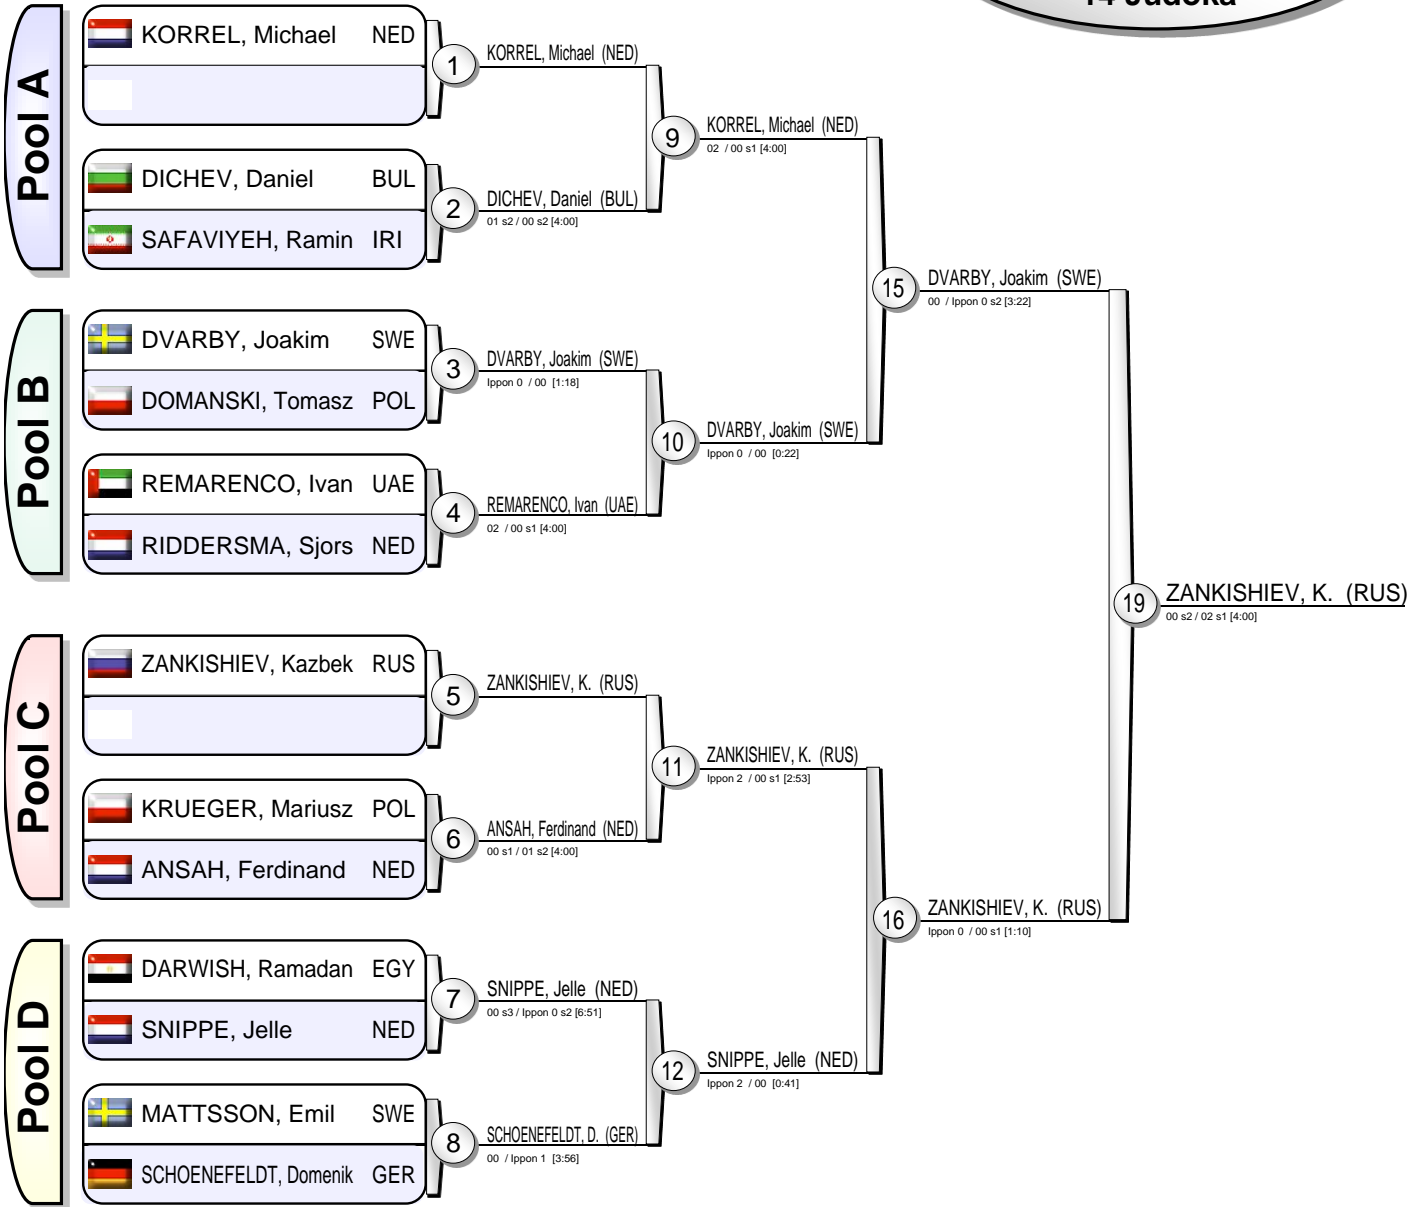 14 Judoka
Pool A
KORREL, Michael NED
1
KORREL, Michael (NED)
DICHEV, Daniel BUL
SAFAVIYEH, Ramin IRI
2
DICHEV, Daniel (BUL)
01 s2 / 00 s2 [4:00]
9
KORREL, Michael (NED)
02 / 00 s1 [4:00]
Pool B
DVARBY, Joakim SWE
DOMANSKI, Tomasz POL
3
DVARBY, Joakim (SWE)
Ippon 0 / 00 [1:18]
REMARENCO, Ivan UAE
RIDDERSMA, Sjors NED
4
REMARENCO, Ivan (UAE)
02 / 00 s1 [4:00]
10
DVARBY, Joakim (SWE)
Ippon 0 / 00 [0:22]
15
DVARBY, Joakim (SWE)
00 / Ippon 0 s2 [3:22]
Pool C
ZANKISHIEV, Kazbek RUS
5
ZANKISHIEV, K. (RUS)
KRUEGER, Mariusz POL
ANSAH, Ferdinand NED
6
ANSAH, Ferdinand (NED)
00 s1 / 01 s2 [4:00]
11
ZANKISHIEV, K. (RUS)
Ippon 2 / 00 s1 [2:53]
Pool D
DARWISH, Ramadan EGY
SNIPPE, Jelle NED
7
SNIPPE, Jelle (NED)
00 s3 / Ippon 0 s2 [6:51]
MATTSSON, Emil SWE
SCHOENEFELDT, Domenik GER
8
SCHOENEFELDT, D. (GER)
00 / Ippon 1 [3:56]
12
SNIPPE, Jelle (NED)
Ippon 2 / 00 [0:41]
16
ZANKISHIEV, K. (RUS)
Ippon 0 / 00 s1 [1:10]
19
ZANKISHIEV, K. (RUS)
00 s2 / 02 s1 [4:00]